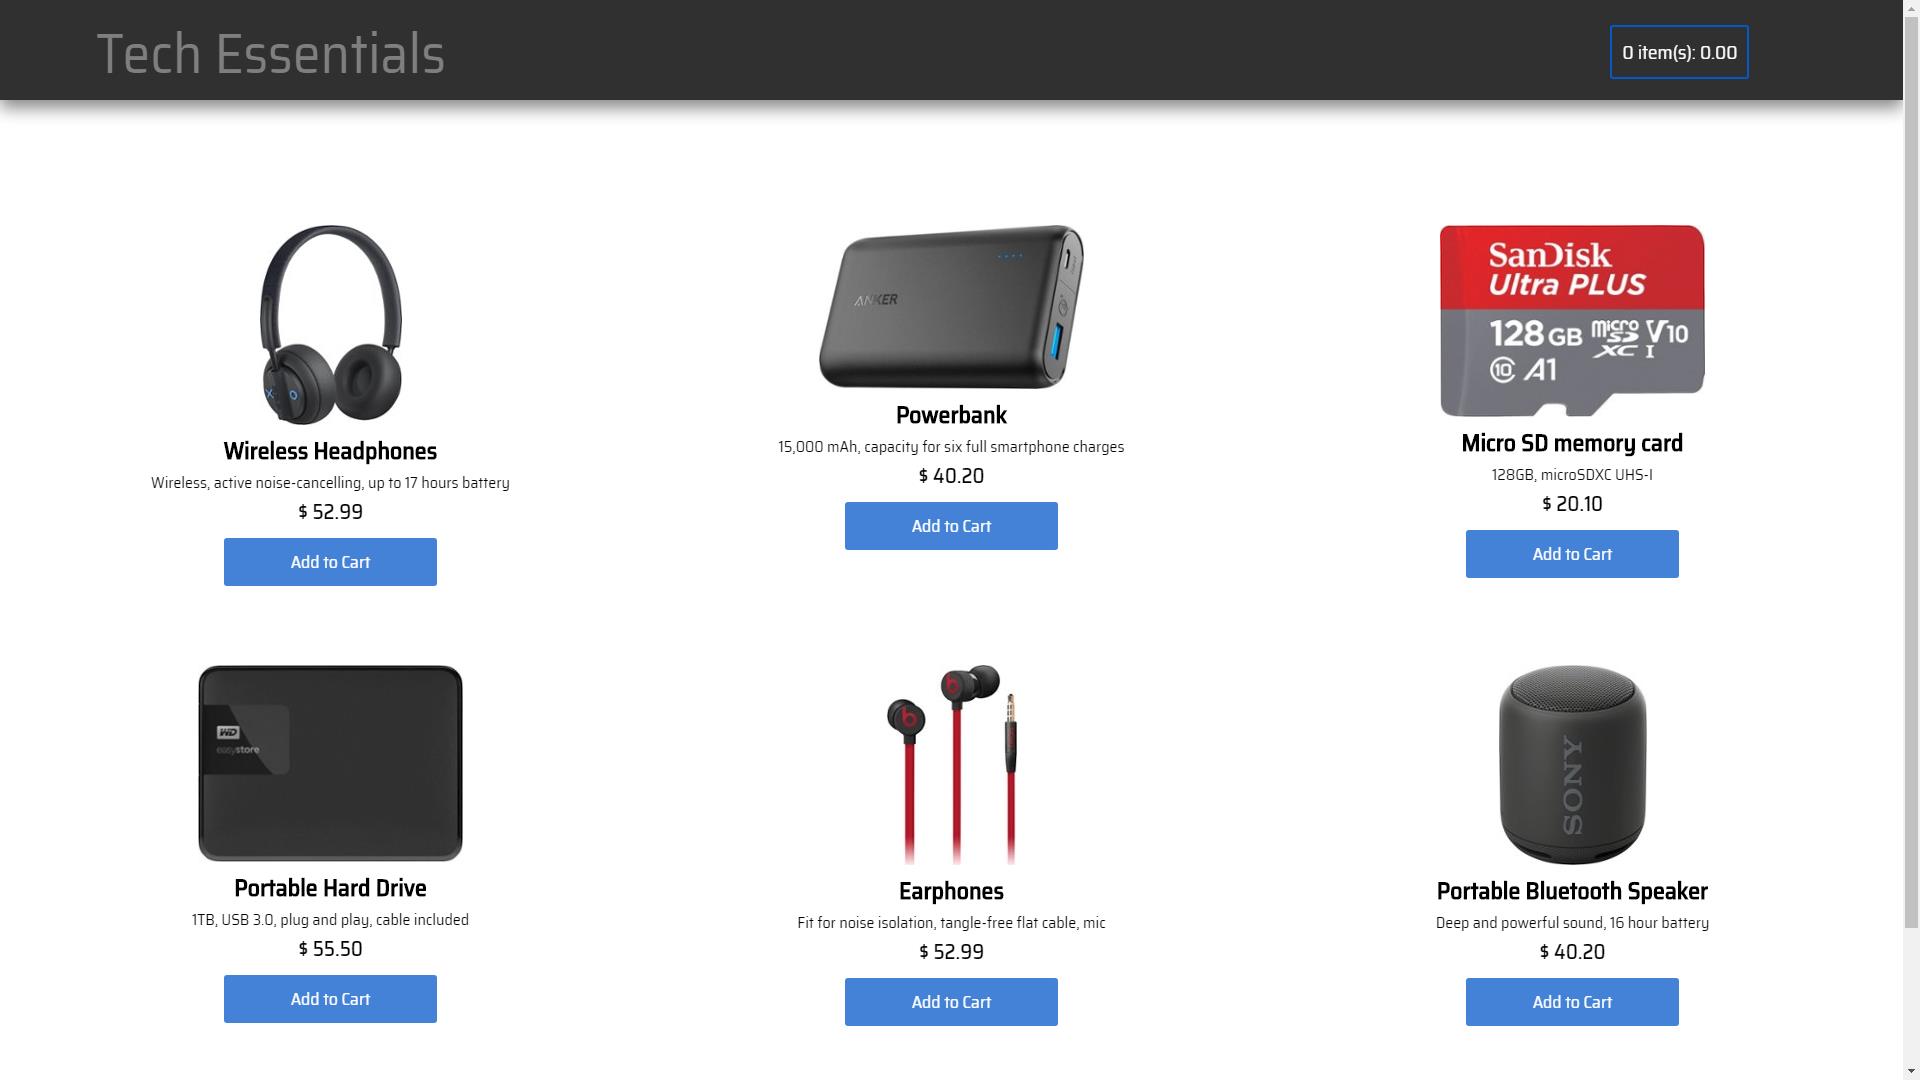 Tech Essentials
0 item(s): 0.00
ANKER
SanDisk
Ultra PLUS
128GB micro SD XC I V10
10 A1
Wireless Headphones
Wireless, active noise-cancelling, up to 17 hours battery
$ 52.99
Add to Cart
Powerbank
15,000 mAh, capacity for six full smartphone charges
$ 40.20
Add to Cart
Micro SD memory card
128GB, microSDXC UHS-I
$ 20.10
Add to Cart
WD
easystore
SONY
Portable Hard Drive
1TB, USB 3.0, plug and play, cable included
$ 55.50
Add to Cart
Earphones
Fit for noise isolation, tangle-free flat cable, mic
$ 52.99
Add to Cart
Portable Bluetooth Speaker
Deep and powerful sound, 16 hour battery
$ 40.20
Add to Cart